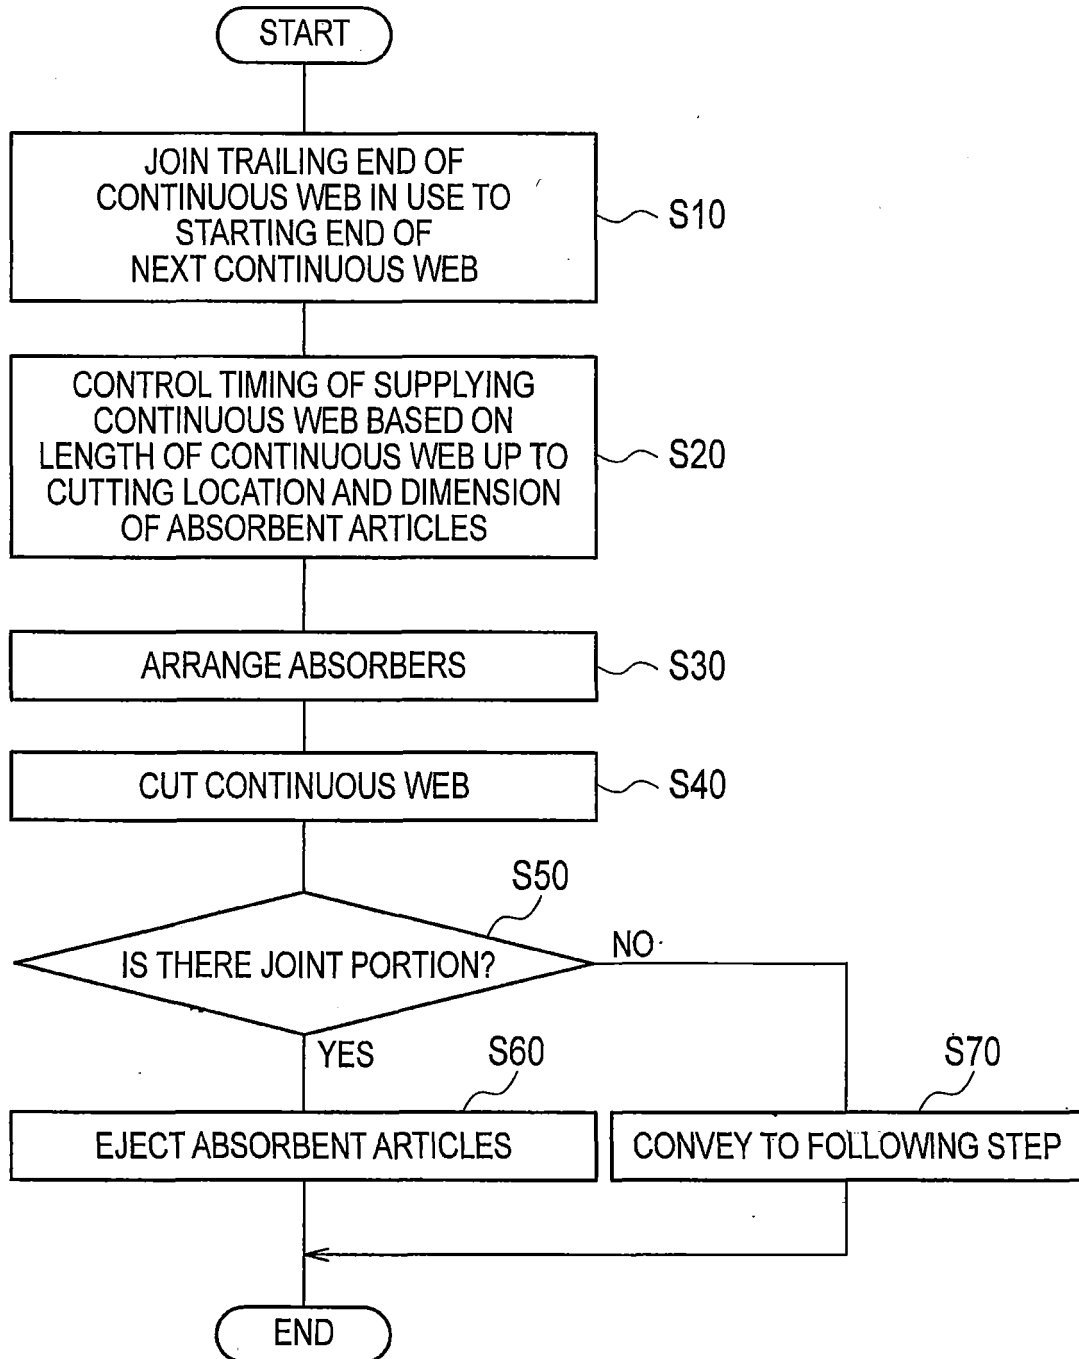 START
JOIN TRAILING END OF
CONTINUOUS WEB IN USE TO
STARTING END OF
NEXT CONTINUOUS WEB
S10
CONTROL TIMING OF SUPPLYING
CONTINUOUS WEB BASED ON
LENGTH OF CONTINUOUS WEB UP TO
CUTTING LOCATION AND DIMENSION
OF ABSORBENT ARTICLES
S20
ARRANGE ABSORBERS
S30
CUT CONTINUOUS WEB
S40
S50
IS THERE JOINT PORTION?
NO
YES
S60
S70
EJECT ABSORBENT ARTICLES
CONVEY TO FOLLOWING STEP
END